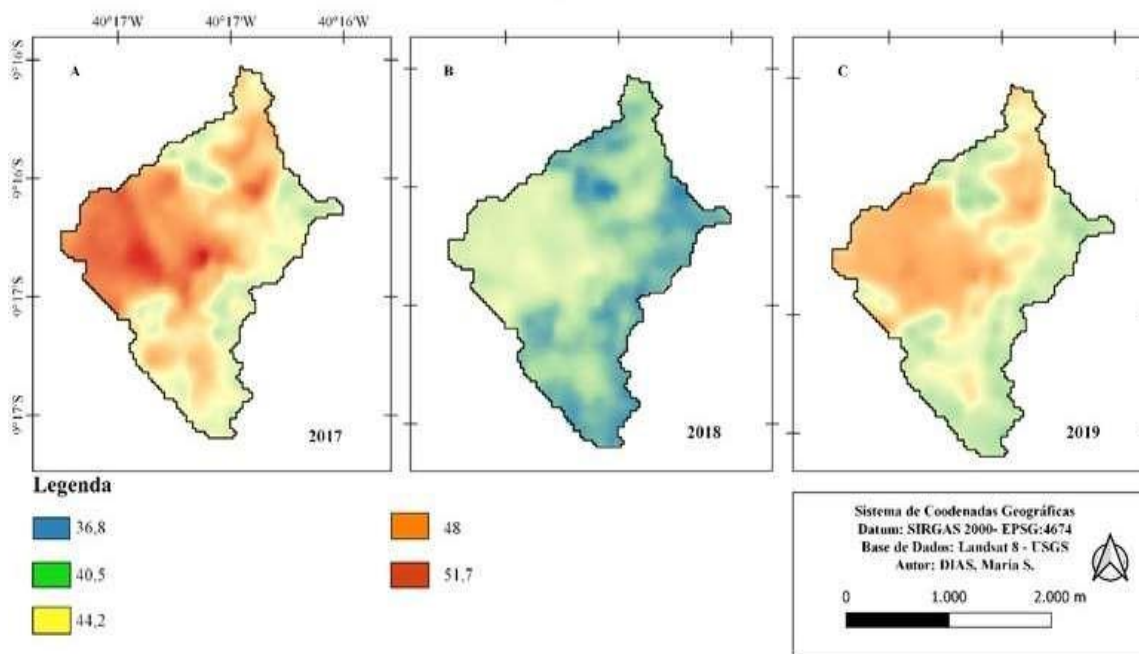 40°17'W 40°17'W 40°16'W
9°16'S
9°16'S
9°17'S
9°17'S
A
2017
B
2018
C
2019
Legenda
36,8
40,5
44,2
48
51,7
Sistema de Coodenadas Geográficas
Datum: SIRGAS 2000- EPSG:4674
Base de Dados: Landsat 8 - USGS
Autor: DIAS, Maria S.
0 1.000 2.000 m